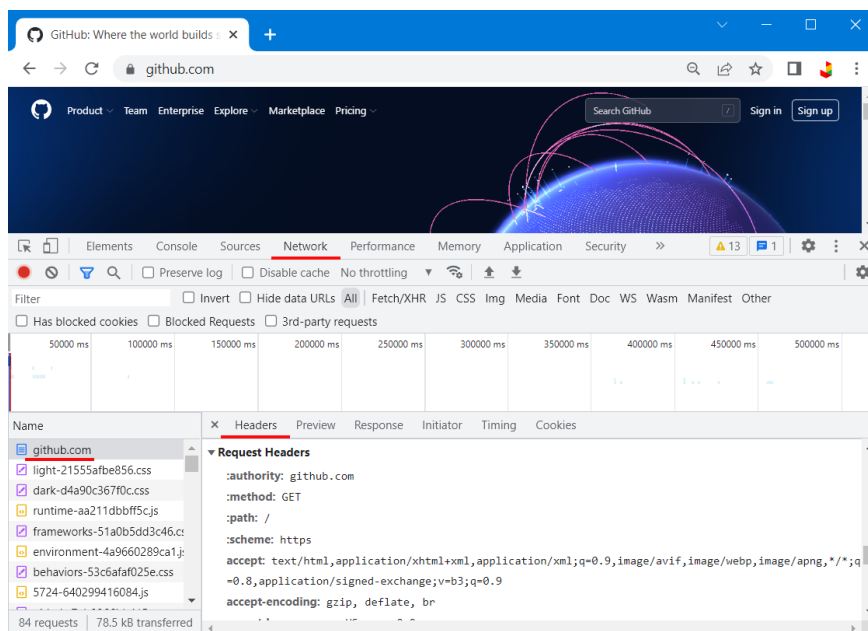 GitHub: Where the world builds s
github.com
Product Team Enterprise Explore Marketplace Pricing
Search GitHub / Sign in Sign up
Elements Console Sources Network Performance Memory Application Security » 13 1
Preserve log Disable cache No throttling
Filter Invert Hide data URLs All Fetch/XHR JS CSS Img Media Font Doc WS Wasm Manifest Other
Has blocked cookies Blocked Requests 3rd-party requests
50000 ms 100000 ms 150000 ms 200000 ms 250000 ms 300000 ms 350000 ms 400000 ms 450000 ms 500000 ms
Name
github.com
light-21555afbe856.css
dark-d4a90c367f0c.css
runtime-aa211dbbff5c.js
frameworks-51a0b5dd3c46.cs
environment-4a9660289ca1.j
behaviors-53c6afaf025e.css
5724-640299416084.js
84 requests 78.5 kB transferred
Headers Preview Response Initiator Timing Cookies
Request Headers
:authority: github.com
:method: GET
:path: /
:scheme: https
accept: text/html,application/xhtml+xml,application/xml;q=0.9,image/avif,image/webp,image/apng,*/*;q
=0.8,application/signed-exchange;v=b3;q=0.9
accept-encoding: gzip, deflate, br